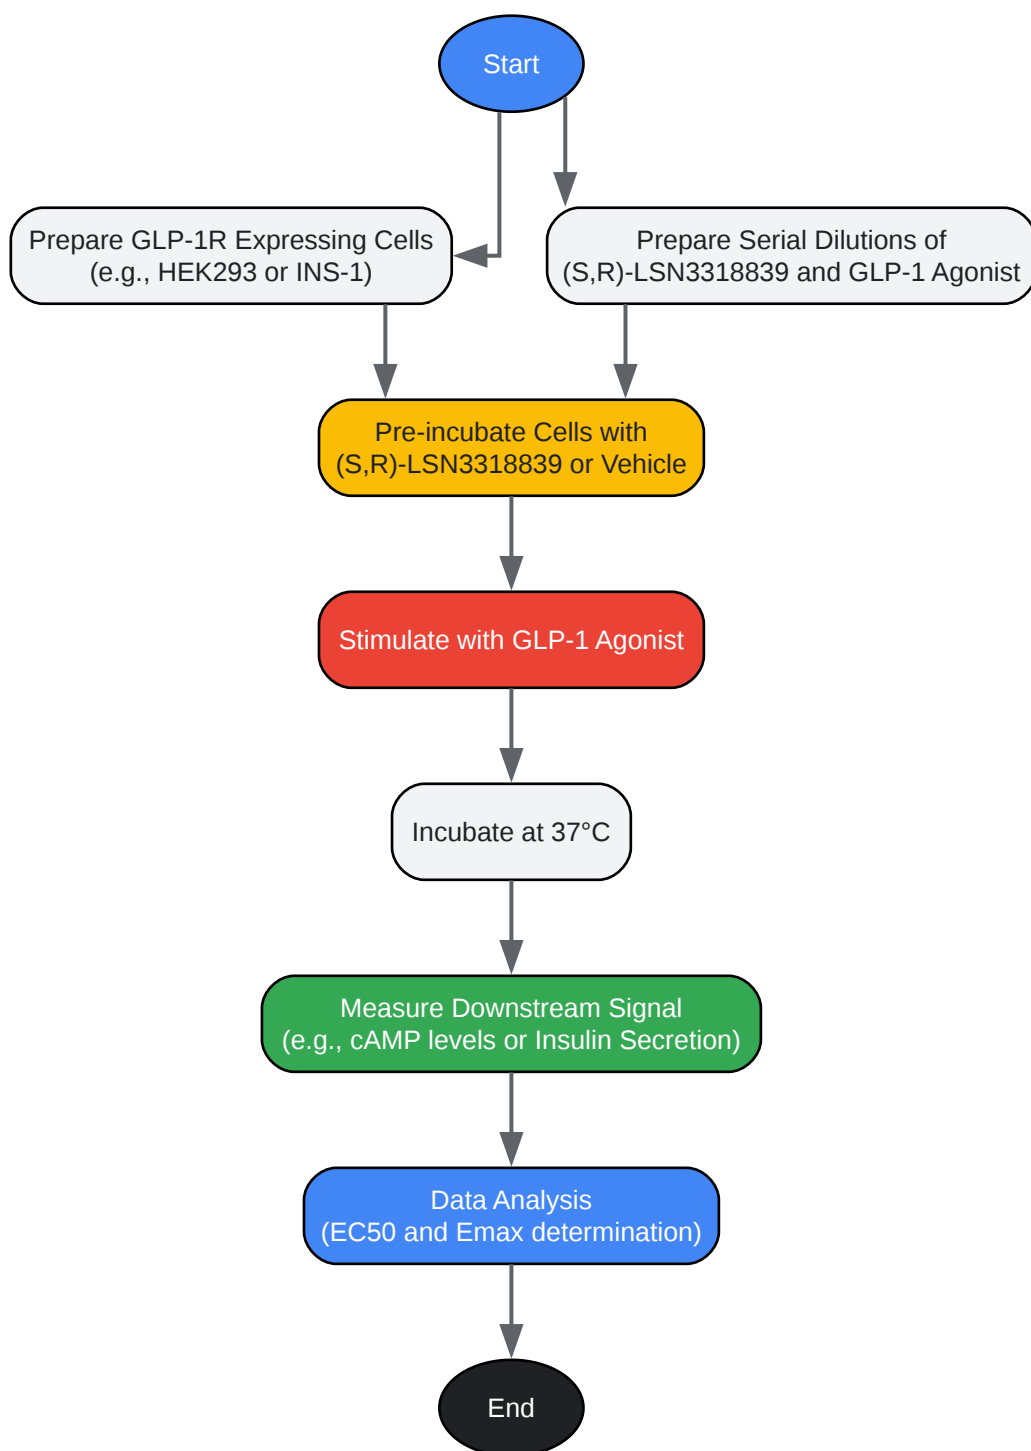 Start
Prepare GLP-1R Expressing Cells
(e.g., HEK293 or INS-1)
Prepare Serial Dilutions of
(S,R)-LSN3318839 and GLP-1 Agonist
Pre-incubate Cells with
(S,R)-LSN3318839 or Vehicle
Stimulate with GLP-1 Agonist
Incubate at 37°C
Measure Downstream Signal
(e.g., cAMP levels or Insulin Secretion)
Data Analysis
(EC50 and Emax determination)
End